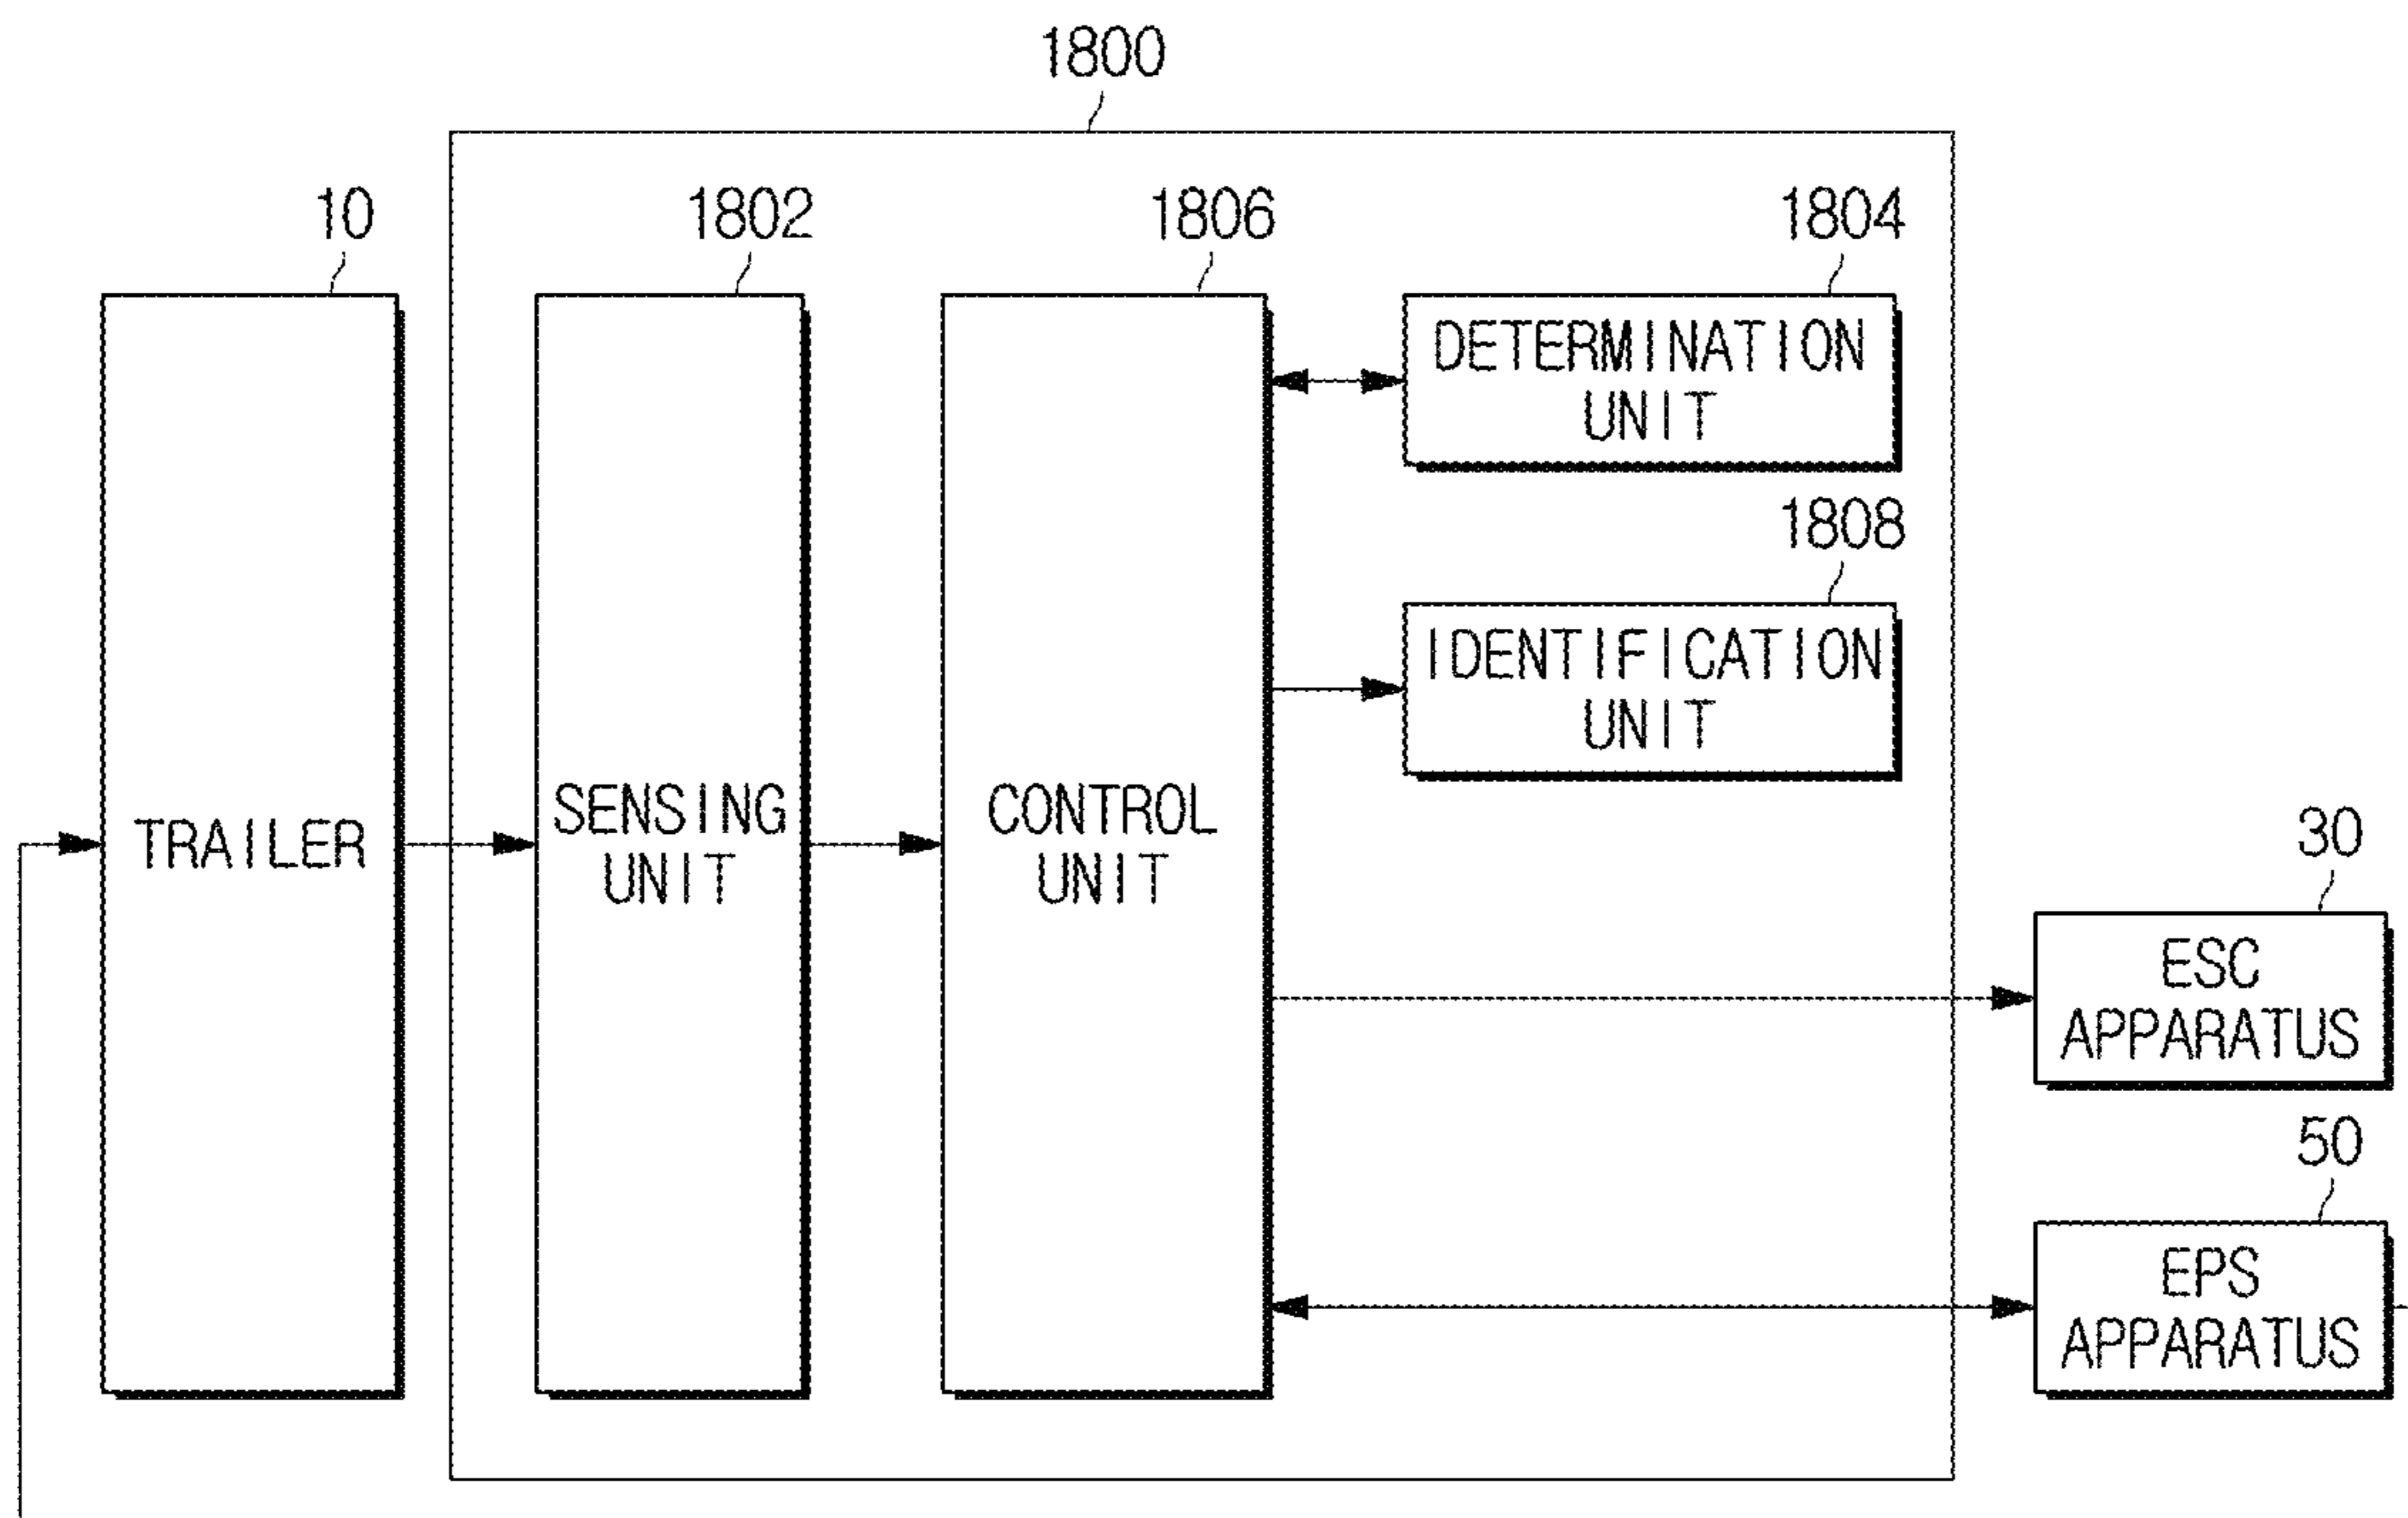 1800
10
1802
1806
1804
DETERMINATION
UNIT
1808
IDENTIFICATION
UNIT
TRAILER
SENSING
UNIT
CONTROL
UNIT
30
ESC
APPARATUS
50
EPS
APPARATUS